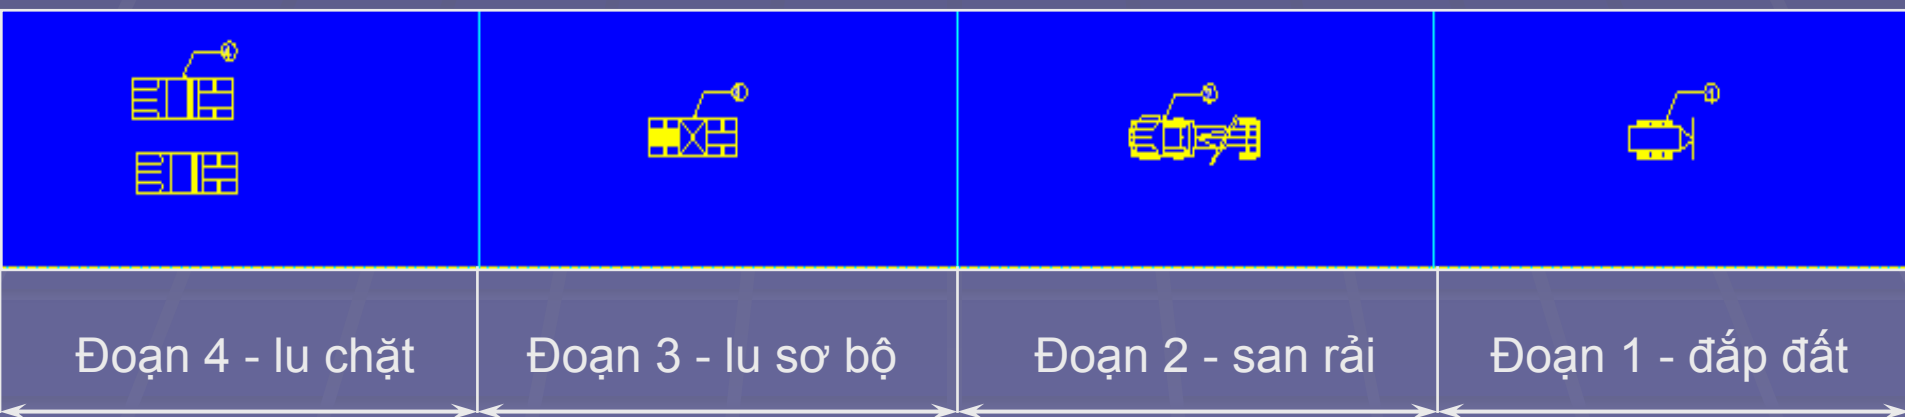 Đoạn 4 - lu chặt
Đoạn 3 - lu sơ bộ
Đoạn 2 - san rải
Đoạn 1 - đắp đất